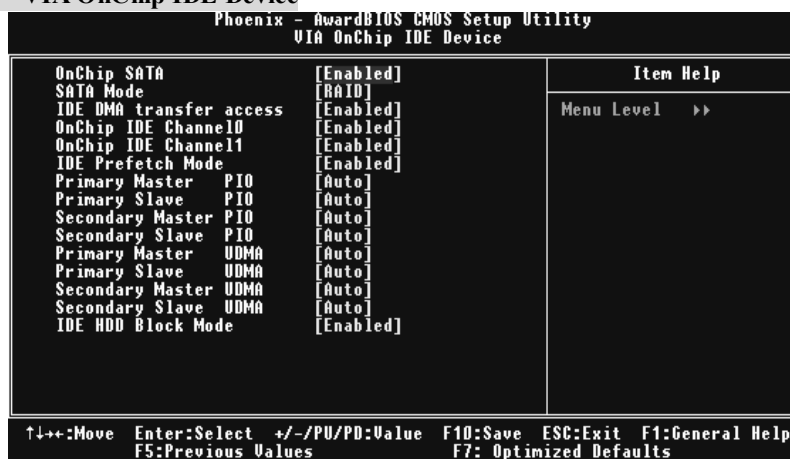 VIA OnChip IDE Device
Phoenix - AwardBIOS CMOS Setup Utility
VIA OnChip IDE Device
OnChip SATA [Enabled]
SATA Mode [RAID]
IDE DMA transfer access [Enabled]
OnChip IDE Channel0 [Enabled]
OnChip IDE Channel1 [Enabled]
IDE Prefetch Mode [Enabled]
Primary Master PIO [Auto]
Primary Slave PIO [Auto]
Secondary Master PIO [Auto]
Secondary Slave PIO [Auto]
Primary Master UDMA [Auto]
Primary Slave UDMA [Auto]
Secondary Master UDMA [Auto]
Secondary Slave UDMA [Auto]
IDE HDD Block Mode [Enabled]
Item Help
Menu Level ▸▸
↑↓→←:Move Enter:Select +/-/PU/PD:Value F10:Save ESC:Exit F1:General Help
F5:Previous Values F7: Optimized Defaults